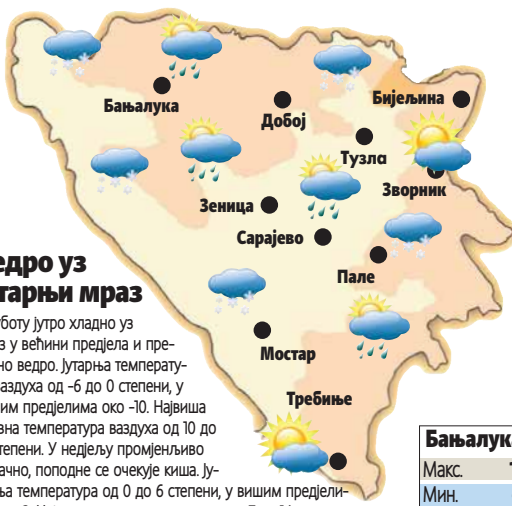 Бањалука
Добој
Бијељина
Тузла
Зворник
Зеница
Сарајево
Пале
Мостар
Требиње
едро уз
тарњи мраз
боту јутро хладно уз
з у већини предјела и пре-
но ведро. Јутарња температу-
ваздуха од -6 до 0 степени, у
им предјелима око -10. Највиша
вна температура ваздуха од 10 до
тепени. У недјељу промјенљиво
ачно, поподне се очекује киша. Ју-
ња температура од 0 до 6 степени, у вишим предјели-
Бањалук
Макс.
Мин.